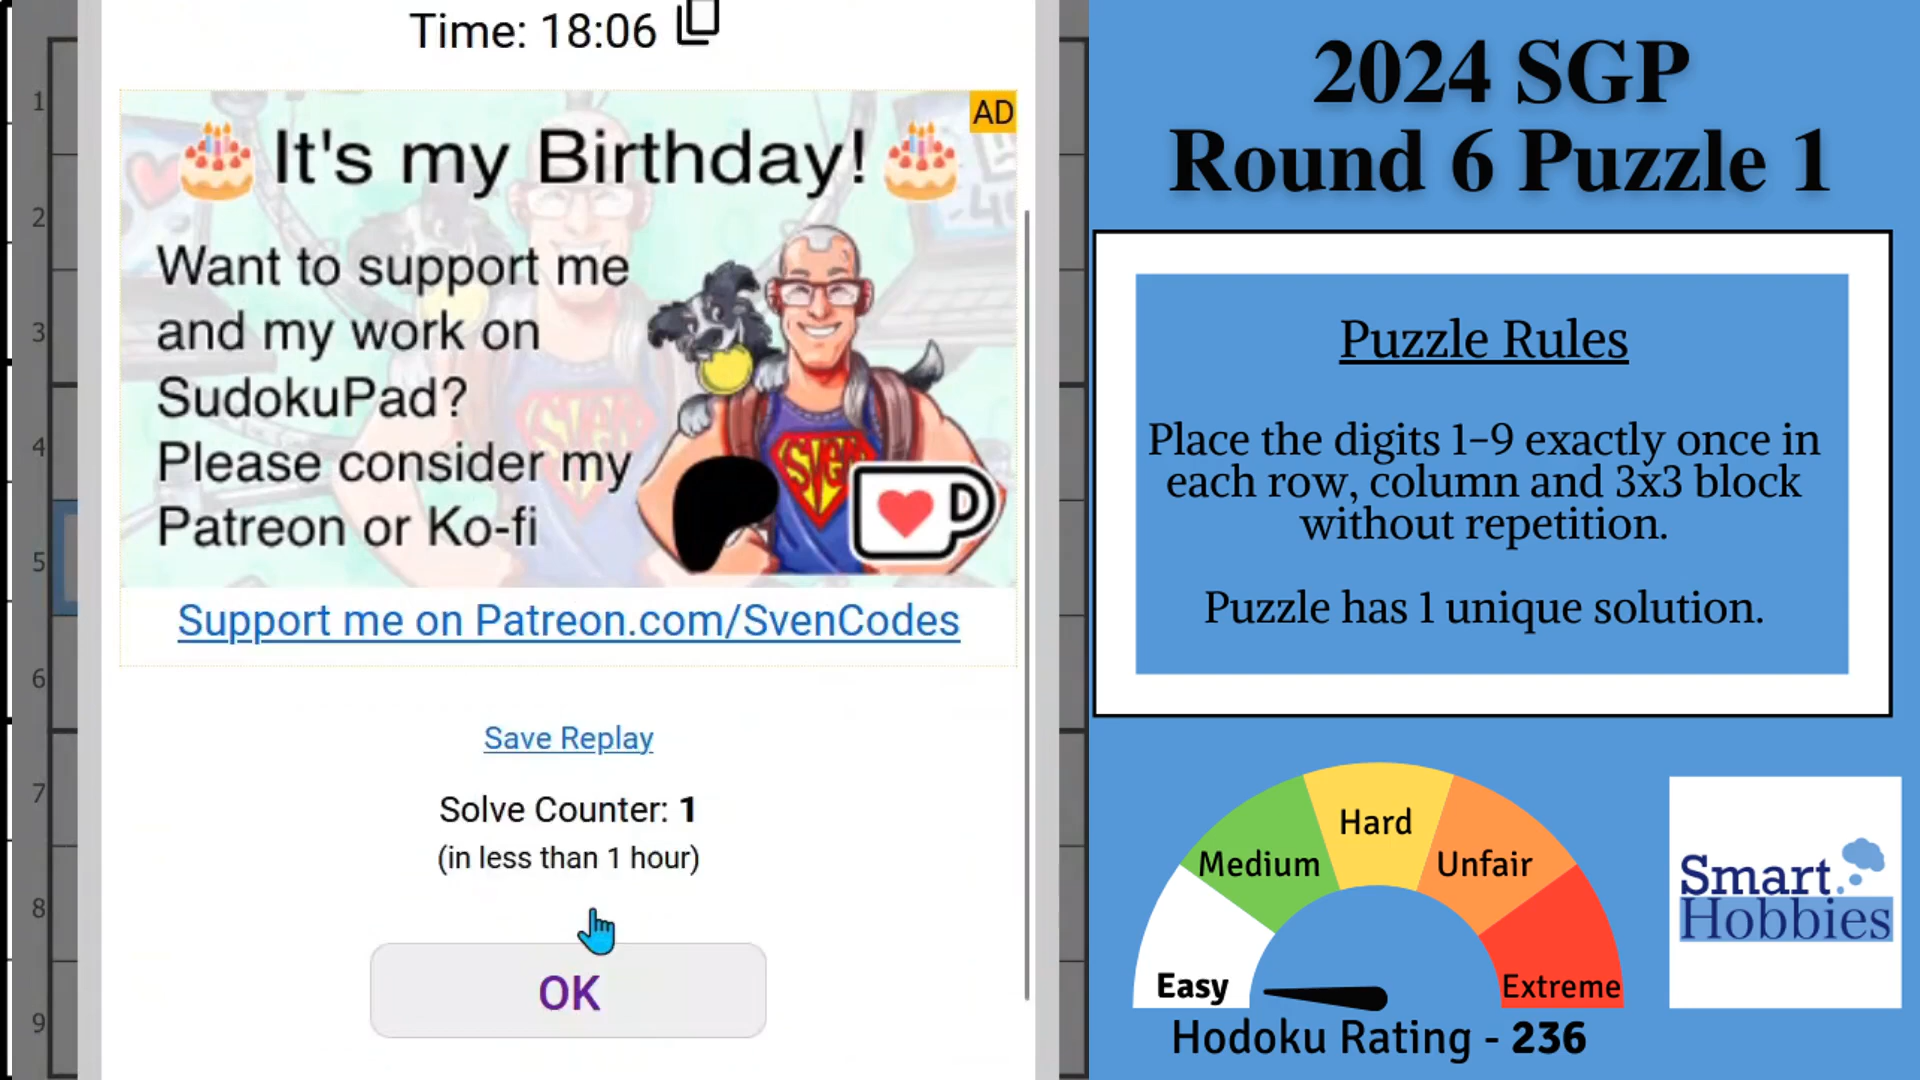 Time: 18:06
AD
🎂 It's my Birthday! 🎂
Want to support me
and my work on
SudokuPad?
Please consider my
Patreon or Ko-fi
SVEN
Support me on Patreon.com/SvenCodes
Save Replay
Solve Counter: 1
(in less than 1 hour)
OK
1
2
3
4
5
6
7
8
9
2024 SGP
Round 6 Puzzle 1
Puzzle Rules
Place the digits 1-9 exactly once in
each row, column and 3x3 block
without repetition.
Puzzle has 1 unique solution.
Easy
Medium
Hard
Unfair
Extreme
Hodoku Rating - 236
Smart
Hobbies